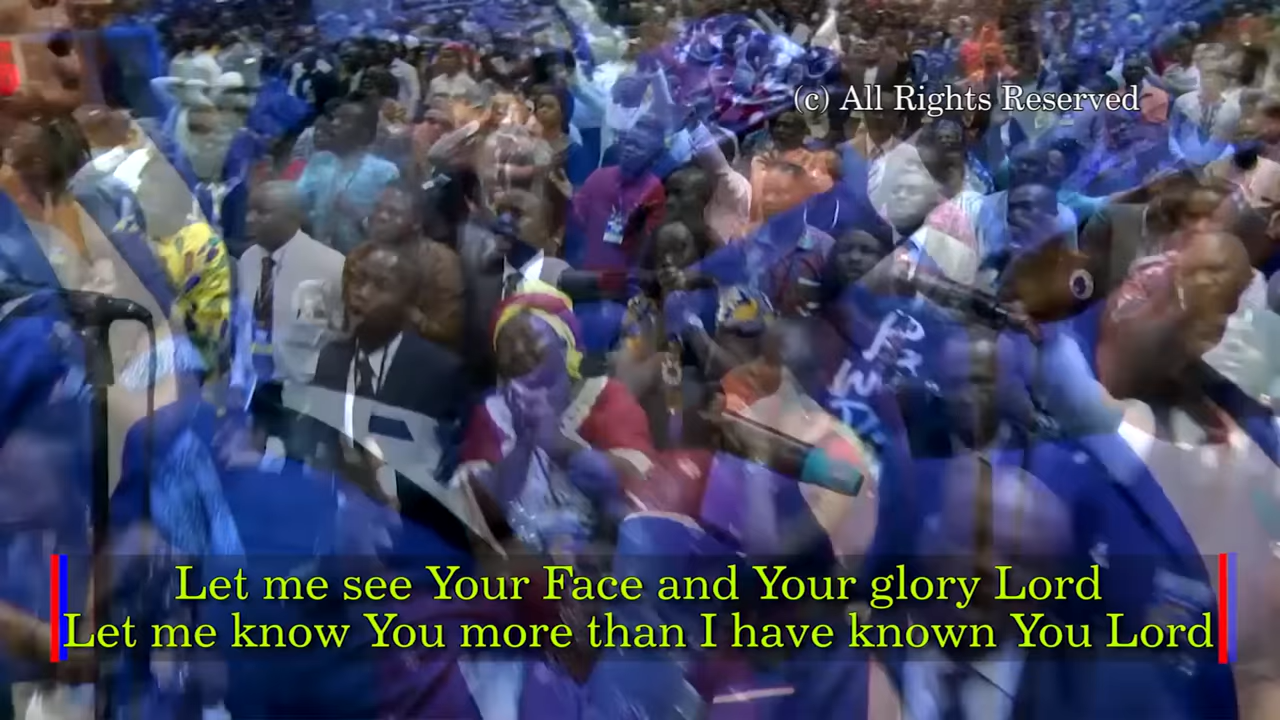 (c) All Rights Reserved
Let me see Your Face and Your glory Lord
Let me know You more than I have known You Lord